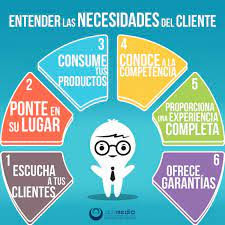 ENTENDER LAS NECESIDADES DEL CLIENTE
1
ESCUCHA
A TUS
CLIENTES
2
PONTE EN
SU LUGAR
3
CONSUME
TUS
PRODUCTOS
4
CONOCE A LA
COMPETENCIA
5
PROPORCIONA
UNA EXPERIENCIA
COMPLETA
6
OFRECE
GARANTÍAS